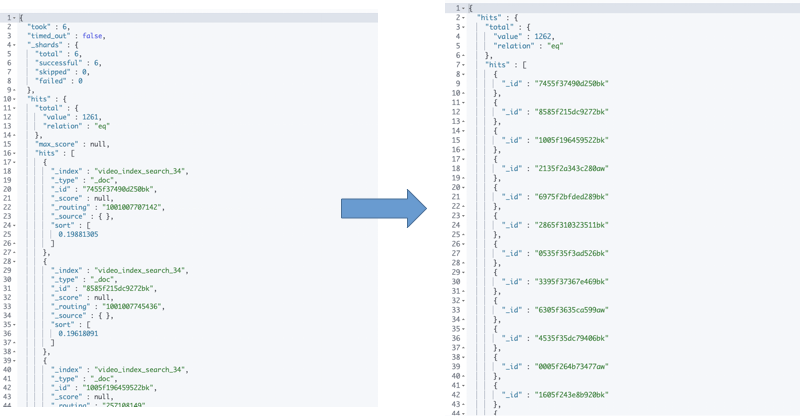 1 {
2 "took" : 6,
3 "timed_out" : false,
4 "_shards" : {
5 "total" : 6,
6 "successful" : 6,
7 "skipped" : 0,
8 "failed" : 0
9 },
10 "hits" : {
11 "total" : {
12 "value" : 1261,
13 "relation" : "eq"
14 },
15 "max_score" : null,
16 "hits" : [
17 {
18 "_index" : "video_index_search_34",
19 "_type" : "_doc",
20 "_id" : "7455f37490d250bk",
21 "_score" : null,
22 "_routing" : "1001007707142",
23 "_source" : { },
24 "sort" : [
25 0.19881305
26 ]
27 },
28 {
29 "_index" : "video_index_search_34",
30 "_type" : "_doc",
31 "_id" : "8585f215dc9272bk",
32 "_score" : null,
33 "_routing" : "1001007745436",
34 "_source" : { },
35 "sort" : [
36 0.19618091
37 ]
38 },
39 {
40 "_index" : "video_index_search_34",
41 "_type" : "_doc",
42 "_id" : "1005f196459522bk",
43 "_score" : null,
44 "_routing" : "257108149",
1 {
2 "hits" : {
3 "total" : {
4 "value" : 1262,
5 "relation" : "eq"
6 },
7 "hits" : [
8 {
9 "_id" : "7455f37490d250bk"
10 },
11 {
12 "_id" : "8585f215dc9272bk"
13 },
14 {
15 "_id" : "1005f196459522bk"
16 },
17 {
18 "_id" : "2135f2a343c280aw"
19 },
20 {
21 "_id" : "6975f2bfded289bk"
22 },
23 {
24 "_id" : "2865f310323511bk"
25 },
26 {
27 "_id" : "0535f35f3ad526bk"
28 },
29 {
30 "_id" : "3395f37367e469bk"
31 },
32 {
33 "_id" : "6305f3635ca599aw"
34 },
35 {
36 "_id" : "4535f35dc79406bk"
37 },
38 {
39 "_id" : "0005f264b73477aw"
40 },
41 {
42 "_id" : "1605f243e8b920bk"
43 },
44 {